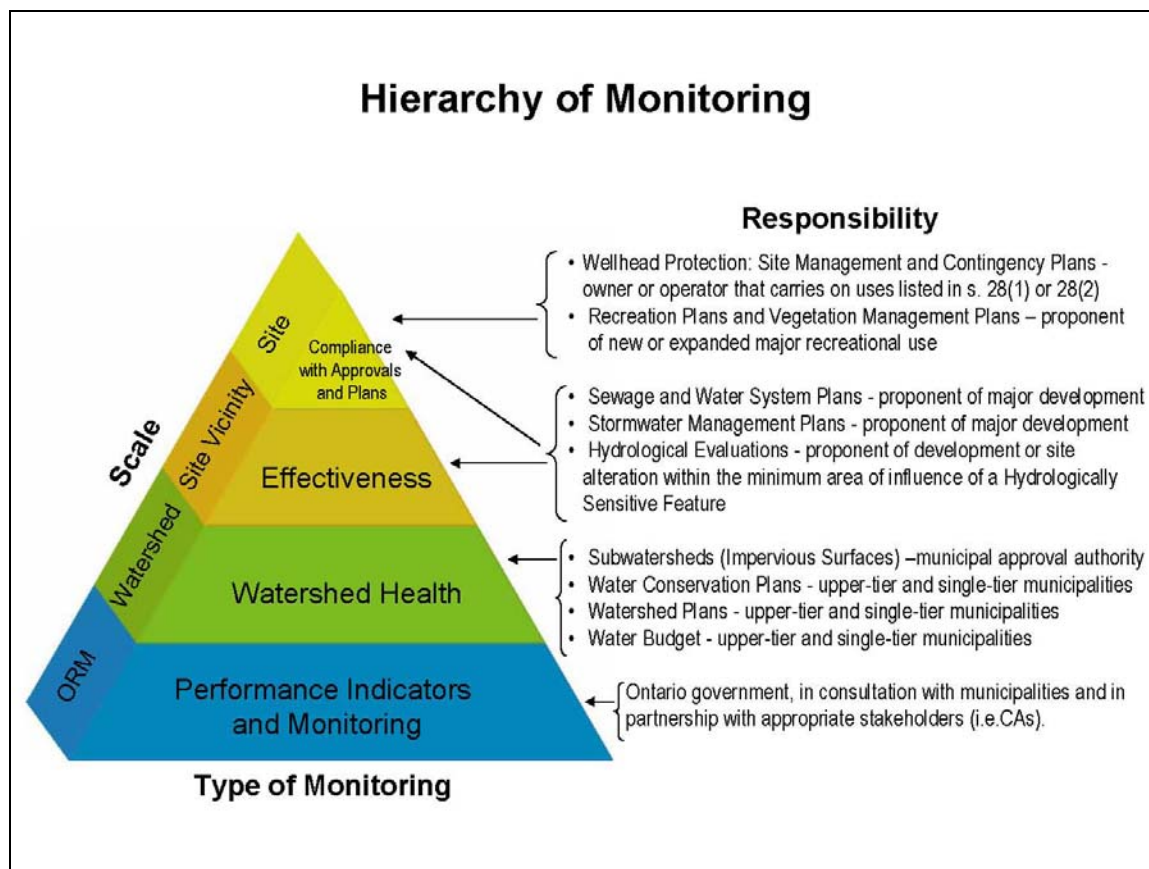 Hierarchy of Monitoring
Responsibility
• Wellhead Protection: Site Management and Contingency Plans -
owner or operator that carries on uses listed in s. 28(1) or 28(2)
• Recreation Plans and Vegetation Management Plans – proponent
of new or expanded major recreational use
• Sewage and Water System Plans - proponent of major development
• Stormwater Management Plans - proponent of major development
• Hydrological Evaluations - proponent of development or site
alteration within the minimum area of influence of a Hydrologically
Sensitive Feature
• Subwatersheds (Impervious Surfaces) –municipal approval authority
• Water Conservation Plans - upper-tier and single-tier municipalities
• Watershed Plans - upper-tier and single-tier municipalities
• Water Budget - upper-tier and single-tier municipalities
Ontario government, in consultation with municipalities and in
partnership with appropriate stakeholders (i.e.CAs).
Scale
Site
Site Vicinity
Watershed
ORM
Compliance
with Approvals
and Plans
Effectiveness
Watershed Health
Performance Indicators
and Monitoring
Type of Monitoring